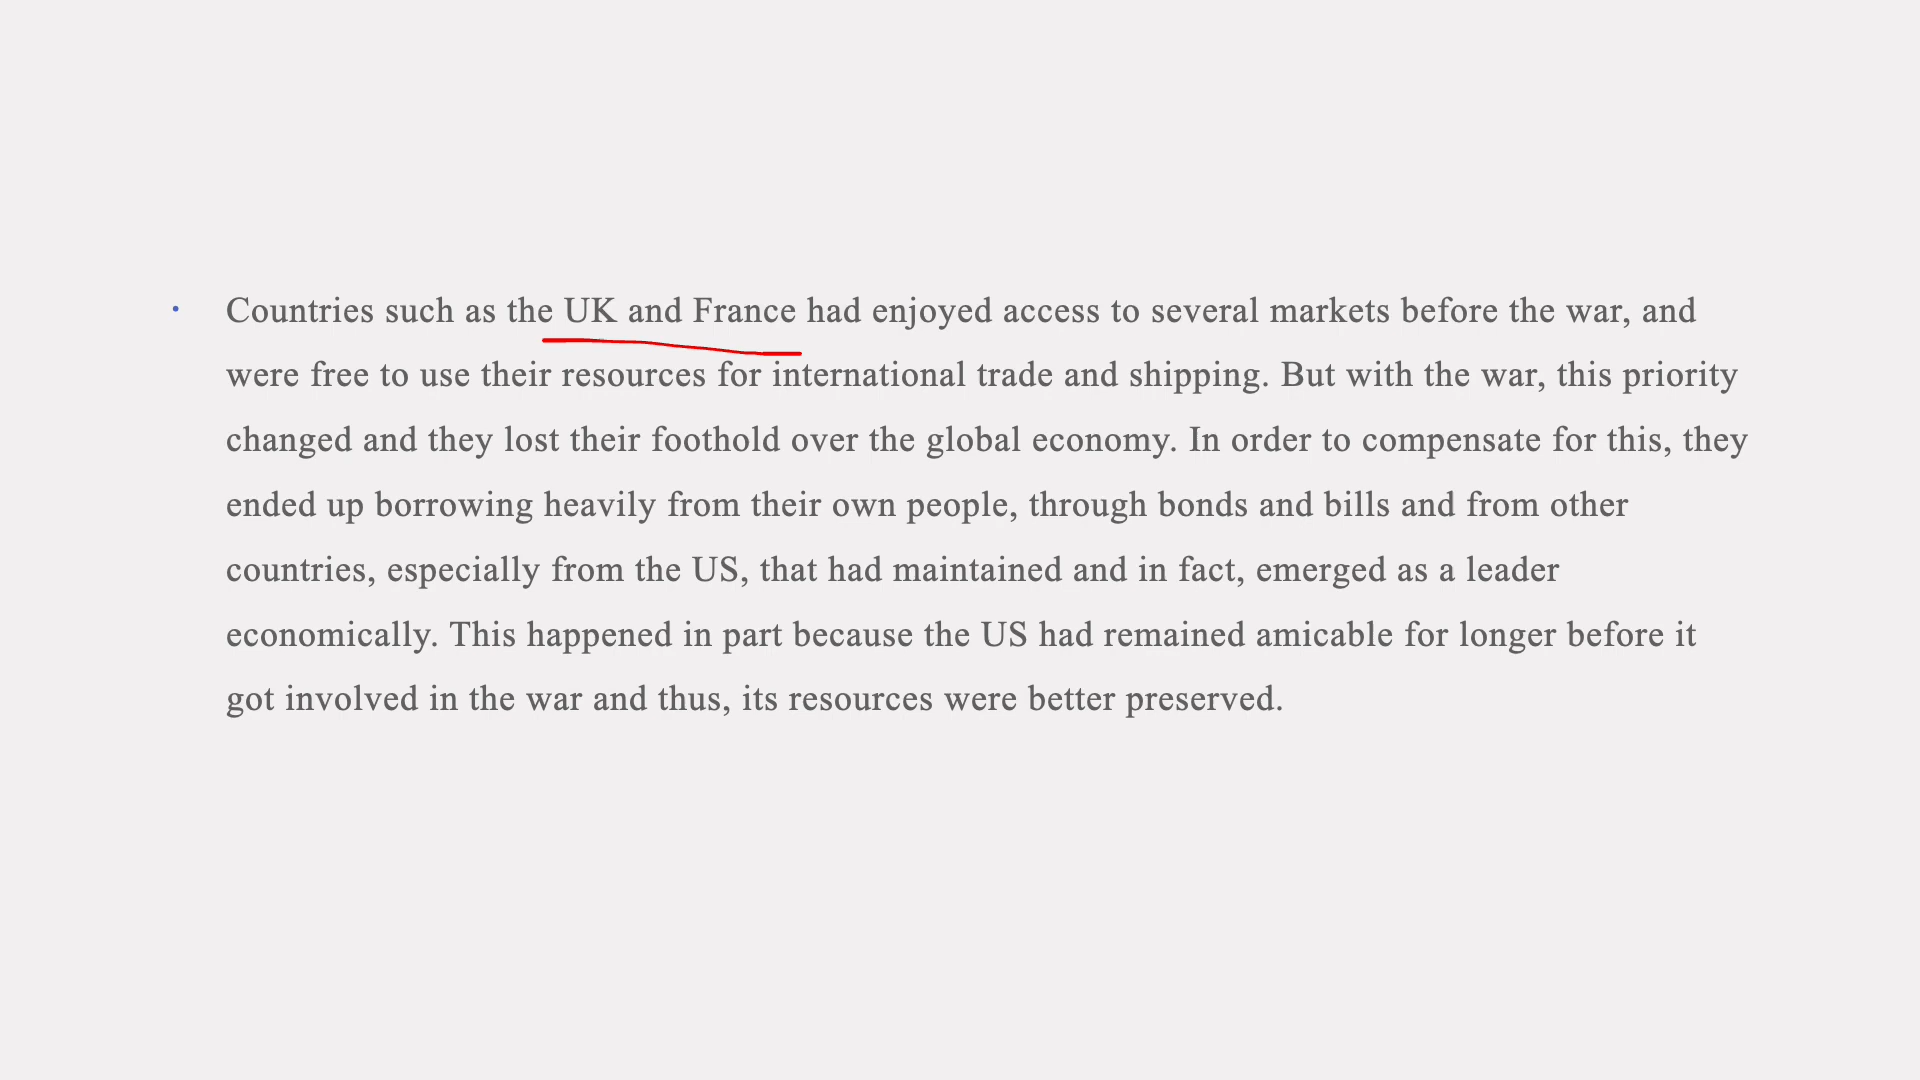 • Countries such as the UK and France had enjoyed access to several markets before the war, and
were free to use their resources for international trade and shipping. But with the war, this priority
changed and they lost their foothold over the global economy. In order to compensate for this, they
ended up borrowing heavily from their own people, through bonds and bills and from other
countries, especially from the US, that had maintained and in fact, emerged as a leader
economically. This happened in part because the US had remained amicable for longer before it
got involved in the war and thus, its resources were better preserved.